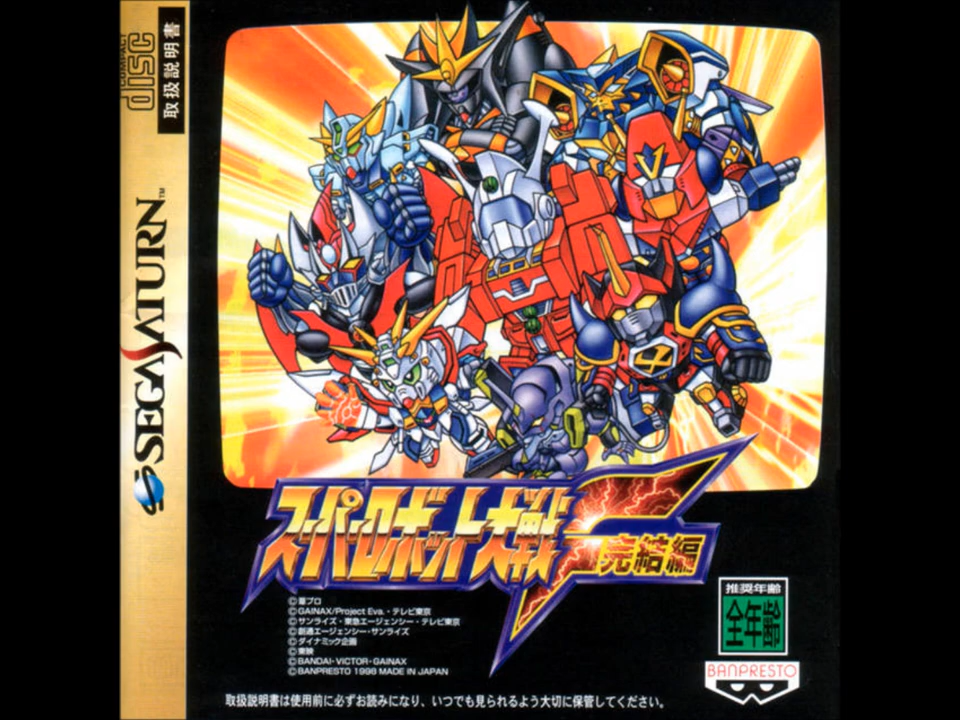 COMPACT
disc
取扱説明書
SEGA SATURN™
スーパーロボット大戦F
完結編
©葦プロ
©GAINAX/Project Eva.・テレビ東京
©サンライズ・東急エージェンシー・テレビ東京
©創通エージェンシー・サンライズ
©ダイナミック企画
©東映
©BANDAI・VICTOR・GAINAX
©BANPRESTO 1998 MADE IN JAPAN
推奨年齢
全年齢
BANPRESTO
取扱説明書は使用前に必ずお読みになり、いつでも見られるよう大切に保管してください。